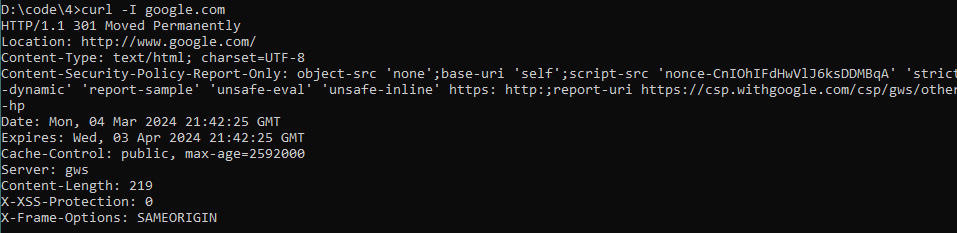 D:\code\4>curl -I google.com
HTTP/1.1 301 Moved Permanently
Location: http://www.google.com/
Content-Type: text/html; charset=UTF-8
Content-Security-Policy-Report-Only: object-src 'none';base-uri 'self';script-src 'nonce-CnIOhIFdHwVlJ6ksDDMBqA' 'strict
-dynamic' 'report-sample' 'unsafe-eval' 'unsafe-inline' https: http:;report-uri https://csp.withgoogle.com/csp/gws/other
-hp
Date: Mon, 04 Mar 2024 21:42:25 GMT
Expires: Wed, 03 Apr 2024 21:42:25 GMT
Cache-Control: public, max-age=2592000
Server: gws
Content-Length: 219
X-XSS-Protection: 0
X-Frame-Options: SAMEORIGIN